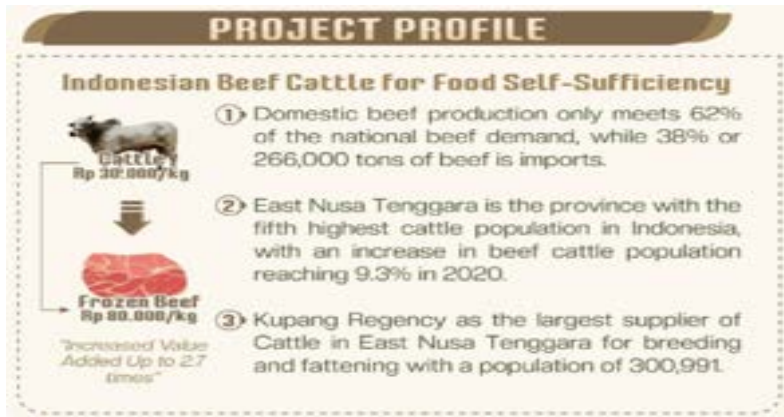 PROJECT PROFILE
Indonesian Beef Cattle for Food Self-Sufficiency
Cattle
Rp 30.000/kg
Frozen Beef
Rp 80.000/kg
"Increased Value
Added Up to 2.7
times"
1 Domestic beef production only meets 62%
of the national beef demand, while 38% or
266,000 tons of beef is imports.
2 East Nusa Tenggara is the province with the
fifth highest cattle population in Indonesia,
with an increase in beef cattle population
reaching 9.3% in 2020.
3 Kupang Regency as the largest supplier of
Cattle in East Nusa Tenggara for breeding
and fattening with a population of 300,991.